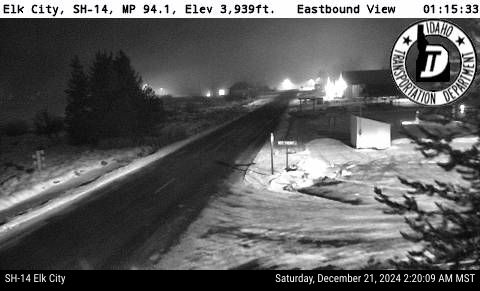 Elk City, SH-14, MP 94.1, Elev 3,939ft. Eastbound View 01:15:33
IDAHO
TRANSPORTATION DEPARTMENT
SH-14 Elk City Saturday, December 21, 2024 2:20:09 AM MST